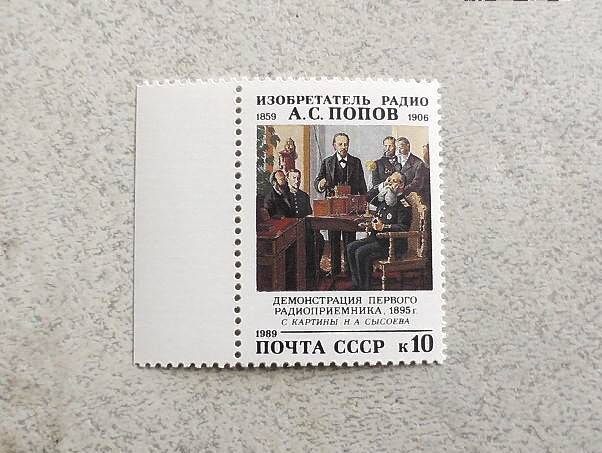 ИЗОБРЕТАТЕЛЬ РАДИО
1859 А.С. ПОПОВ 1906
ДЕМОНСТРАЦИЯ ПЕРВОГО
РАДИОПРИЕМНИКА, 1895 г.
С КАРТИНЫ Н. А. СЫСОЕВА
1989
ПОЧТА СССР к10